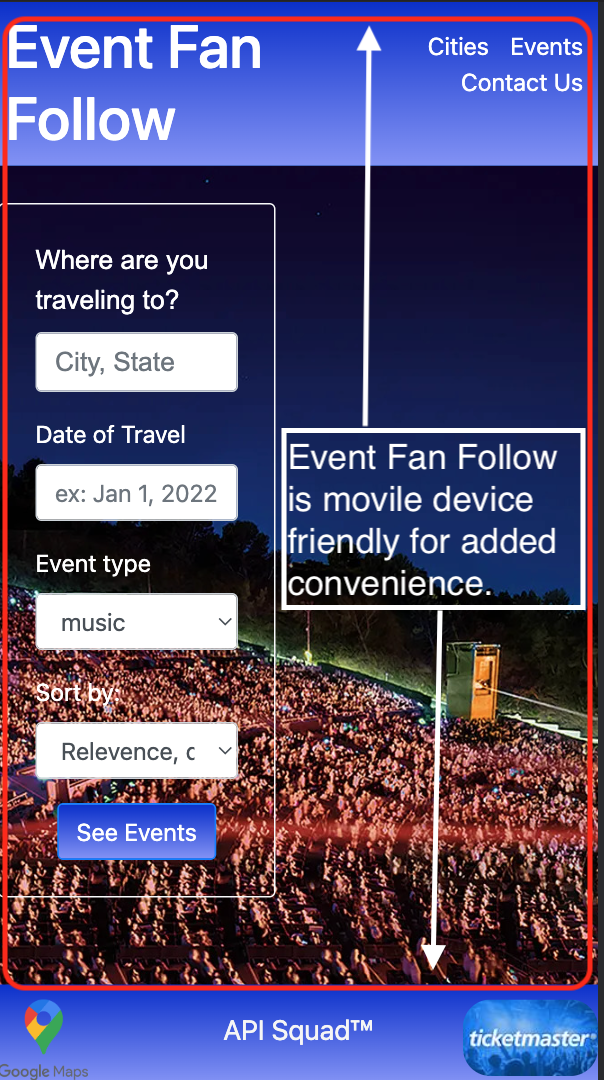 Event Fan
Follow
Cities Events
Contact Us
Where are you
traveling to?
City, State
Date of Travel
ex: Jan 1, 2022
Event type
music
Sort by:
Relevence, c
See Events
Event Fan Follow
is movile device
friendly for added
convenience.
Google Maps
API Squad™
ticketmaster®